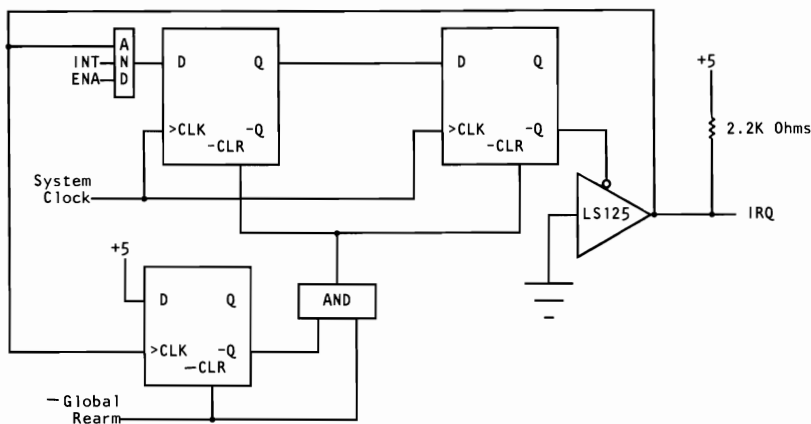 A
N
D
INT
ENA
D Q
>CLK -Q
-CLR
D Q
>CLK -Q
-CLR
+5
2.2K Ohms
System
Clock
LS125
IRQ
+5
D Q
>CLK -Q
-CLR
AND
-Global
Rearm